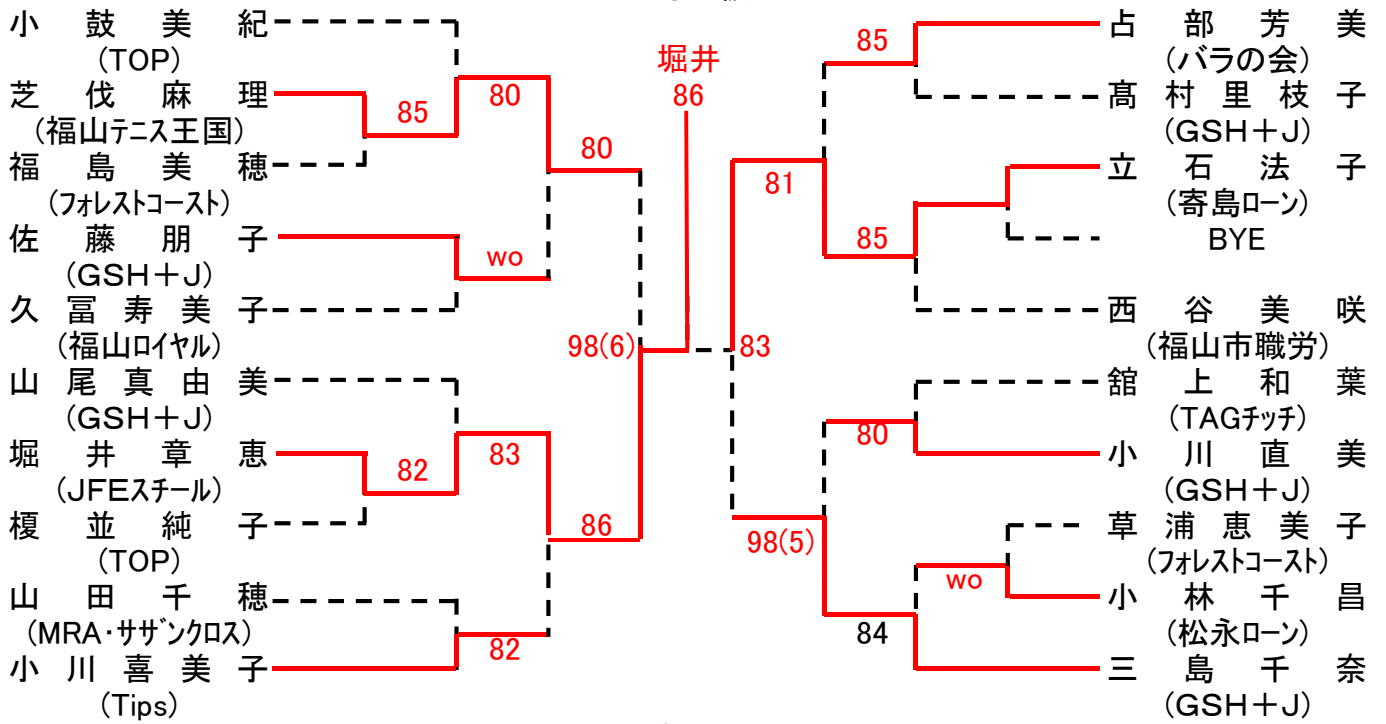 小鼓美紀
(TOP)
芝伐麻理
(福山テニス王国)
福島美穂
(フォレストコースト)
佐藤朋子
(GSH+J)
久冨寿美子
(福山ロイヤル)
山尾真由美
(GSH+J)
堀井章恵
(JFEスチール)
榎並純子
(TOP)
山田千穂
(MRA・サザンクロス)
小川喜美子
(Tips)
85
80
wo
80
82
83
86
82
98(6)
堀井
86
83
81
85
85
80
98(5)
wo
84
占部芳美
(バラの会)
髙村里枝子
(GSH+J)
立石法子
(寄島ローン)
BYE
西谷美咲
(福山市職労)
舘上和葉
(TAGチッチ)
小川直美
(GSH+J)
草浦恵美子
(フォレストコースト)
小林千昌
(松永ローン)
三島千奈
(GSH+J)